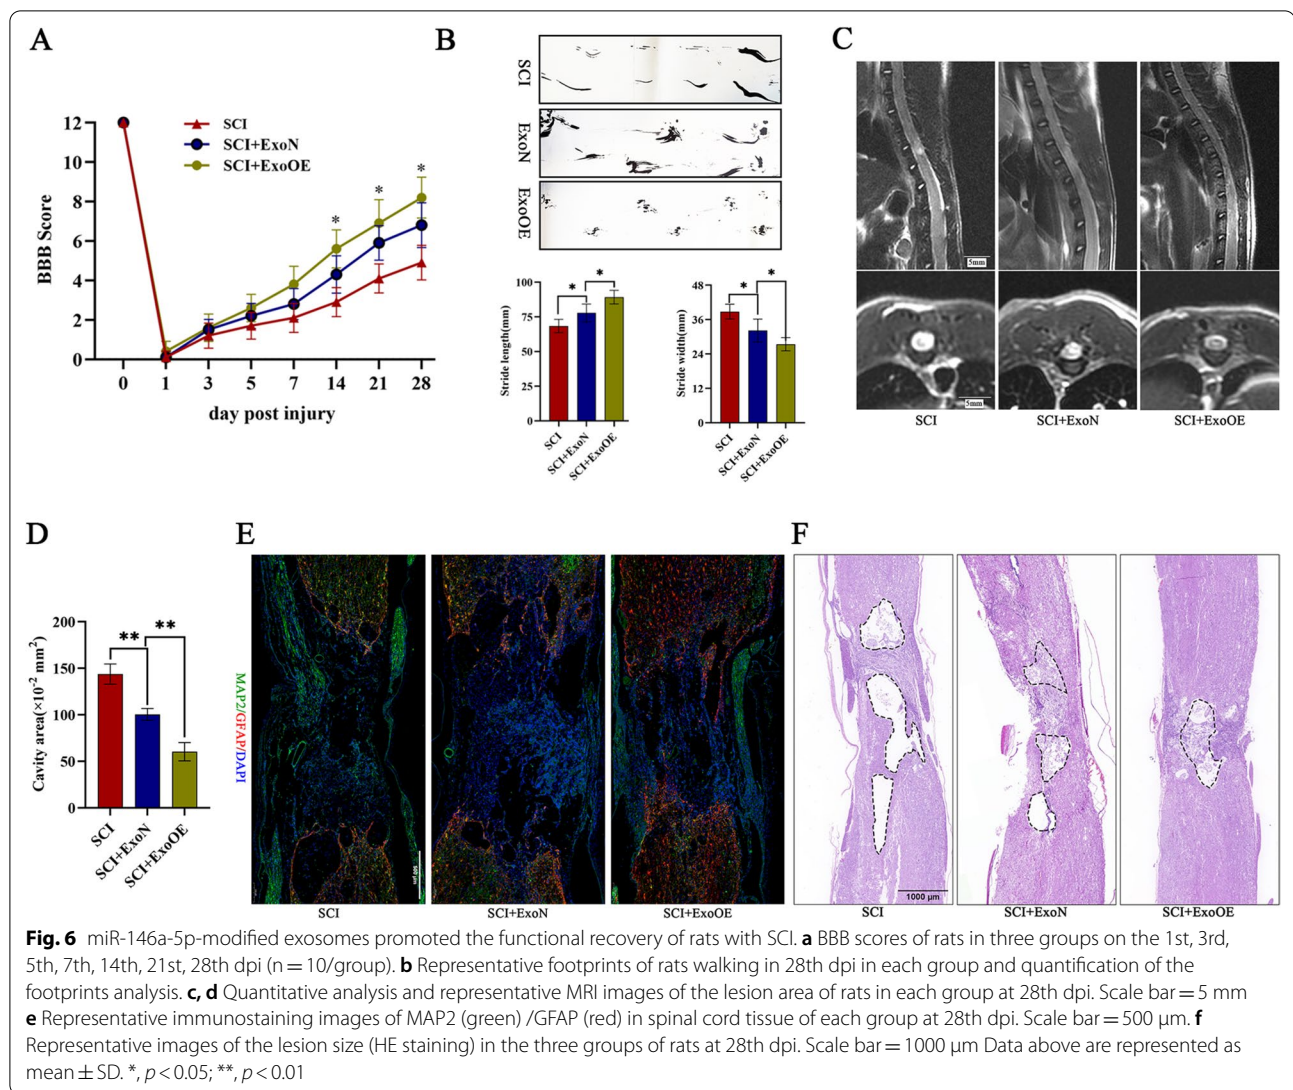 A
SCI
SCI+ExoN
SCI+ExoOE
BBB Score
12
10
8
6
4
2
0
* * *
0 1 3 5 7 14 21 28
day post injury
B
SCI
ExoN
ExoOE
Stride length(mm)
100
75
50
25
0
* *
SCI
SCI+ExoN
SCI+ExoOE
Stride width(mm)
48
36
24
12
0
* *
SCI
SCI+ExoN
SCI+ExoOE
C
5mm
5mm
SCI SCI+ExoN SCI+ExoOE
D
Cavity area(×10⁻² mm²)
200
150
100
50
0
** **
SCI
SCI+ExoN
SCI+ExoOE
E
MAP2/GFAP/DAPI
500 μm
SCI SCI+ExoN SCI+ExoOE
F
1000 μm
SCI SCI+ExoN SCI+ExoOE
Fig. 6 miR-146a-5p-modified exosomes promoted the functional recovery of rats with SCI. a BBB scores of rats in three groups on the 1st, 3rd,
5th, 7th, 14th, 21st, 28th dpi (n = 10/group). b Representative footprints of rats walking in 28th dpi in each group and quantification of the
footprints analysis. c, d Quantitative analysis and representative MRI images of the lesion area of rats in each group at 28th dpi. Scale bar = 5 mm
e Representative immunostaining images of MAP2 (green) /GFAP (red) in spinal cord tissue of each group at 28th dpi. Scale bar = 500 μm. f
Representative images of the lesion size (HE staining) in the three groups of rats at 28th dpi. Scale bar = 1000 μm Data above are represented as
mean ± SD. *, p < 0.05; **, p < 0.01